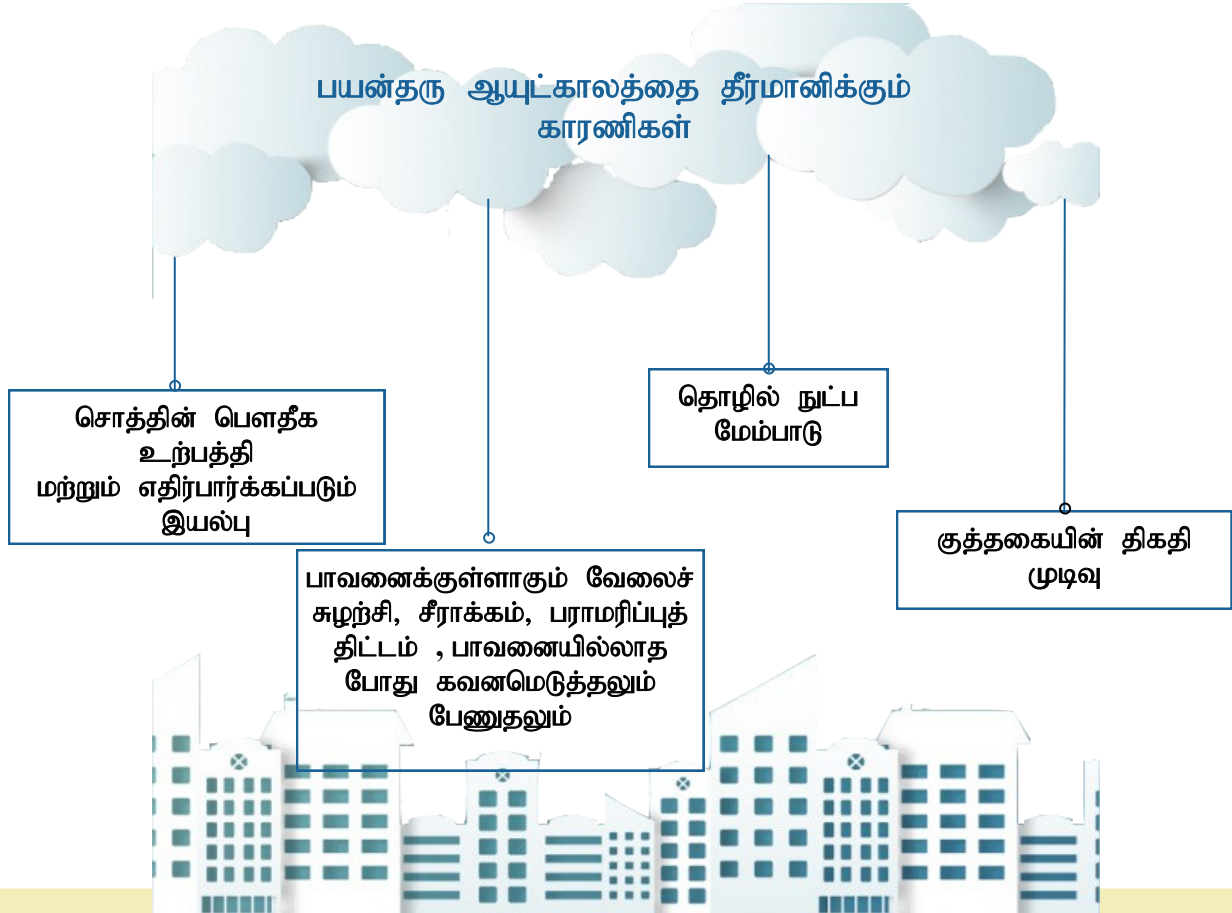 பயன்தரு ஆயுட்காலத்தை தீர்மானிக்கும்
காரணிகள்
சொத்தின் பௌதீக
உற்பத்தி
மற்றும் எதிர்பார்க்கப்படும்
இயல்பு
பாவனைக்குள்ளாகும் வேலைச்
சுழற்சி, சீராக்கம், பராமரிப்புத்
திட்டம் , பாவனையில்லாத
போது கவனமெடுத்தலும்
பேணுதலும்
தொழில் நுட்ப
மேம்பாடு
குத்தகையின் திகதி
முடிவு